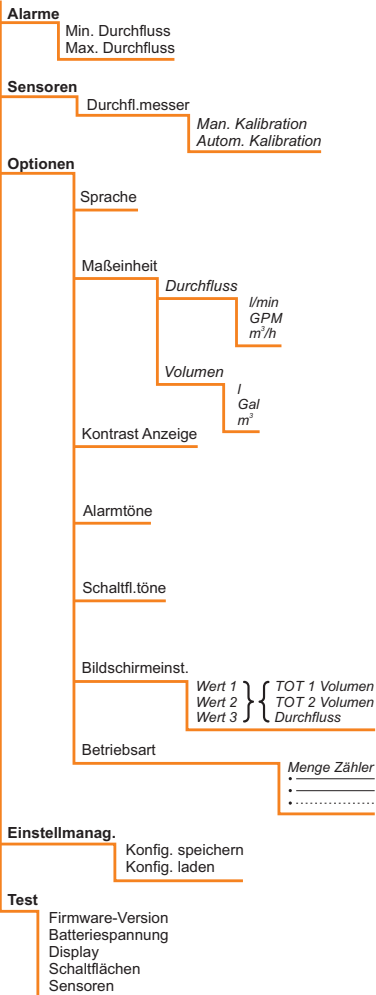 Alarme
Min. Durchfluss
Max. Durchfluss
Sensoren
Durchfl.messer
Man. Kalibration
Autom. Kalibration
Optionen
Sprache
Maßeinheit
Durchfluss
l/min
GPM
m³/h
Volumen
l
Gal
m³
Kontrast Anzeige
Alarmtöne
Schaltfl.töne
Bildschirmeinst.
Wert 1 } { TOT 1 Volumen
Wert 2 } { TOT 2 Volumen
Wert 3 } { Durchfluss
Betriebsart
Menge Zähler
Einstellmanag.
Konfig. speichern
Konfig. laden
Test
Firmware-Version
Batteriespannung
Display
Schaltflächen
Sensoren